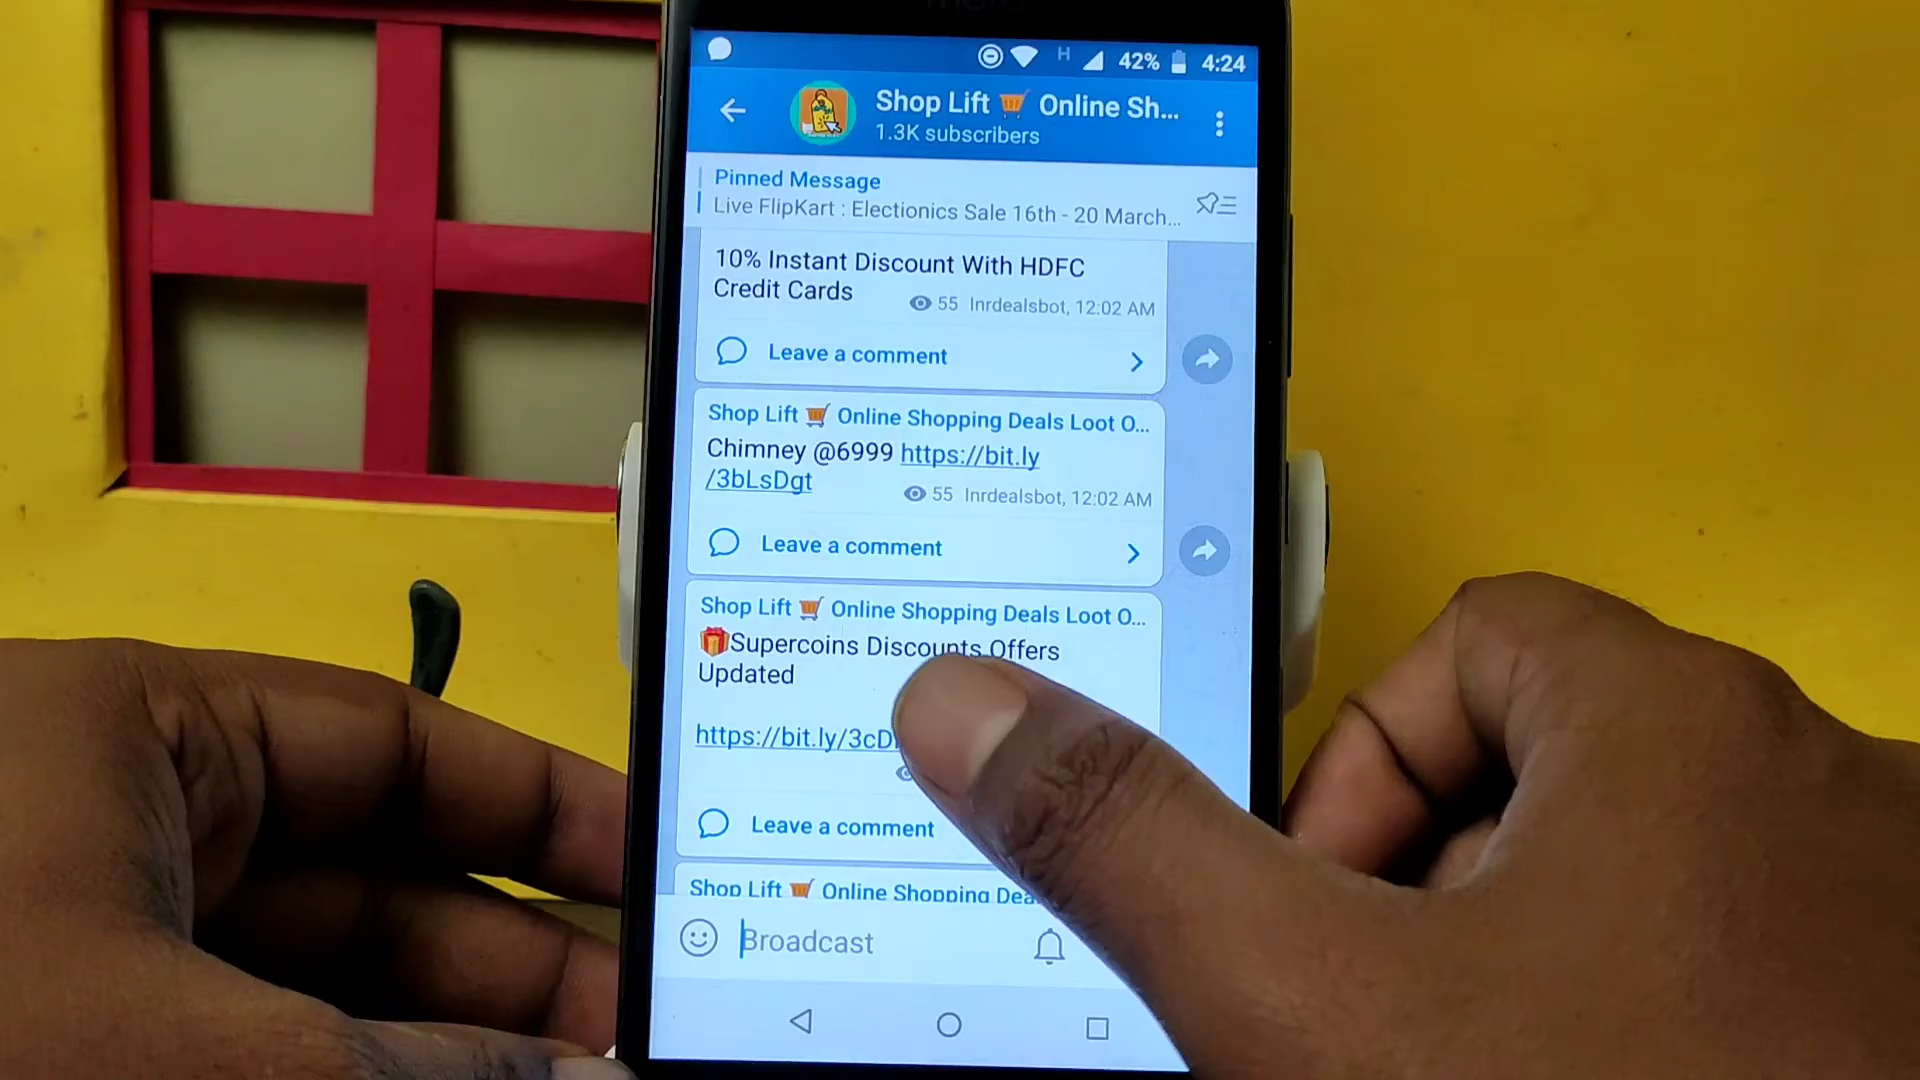 H 42% 4:24
Shop Lift 🛒 Online Sh...
1.3K subscribers
Pinned Message
Live FlipKart : Electionics Sale 16th - 20 March...
10% Instant Discount With HDFC
Credit Cards
55 Inrdealsbot, 12:02 AM
Leave a comment
Shop Lift 🛒 Online Shopping Deals Loot O...
Chimney @6999 https://bit.ly
/3bLsDgt
55 Inrdealsbot, 12:02 AM
Leave a comment
Shop Lift 🛒 Online Shopping Deals Loot O...
🎁Supercoins Discounts Offers
Updated
https://bit.ly/3cD
Leave a comment
Shop Lift 🛒 Online Shopping Dea
Broadcast